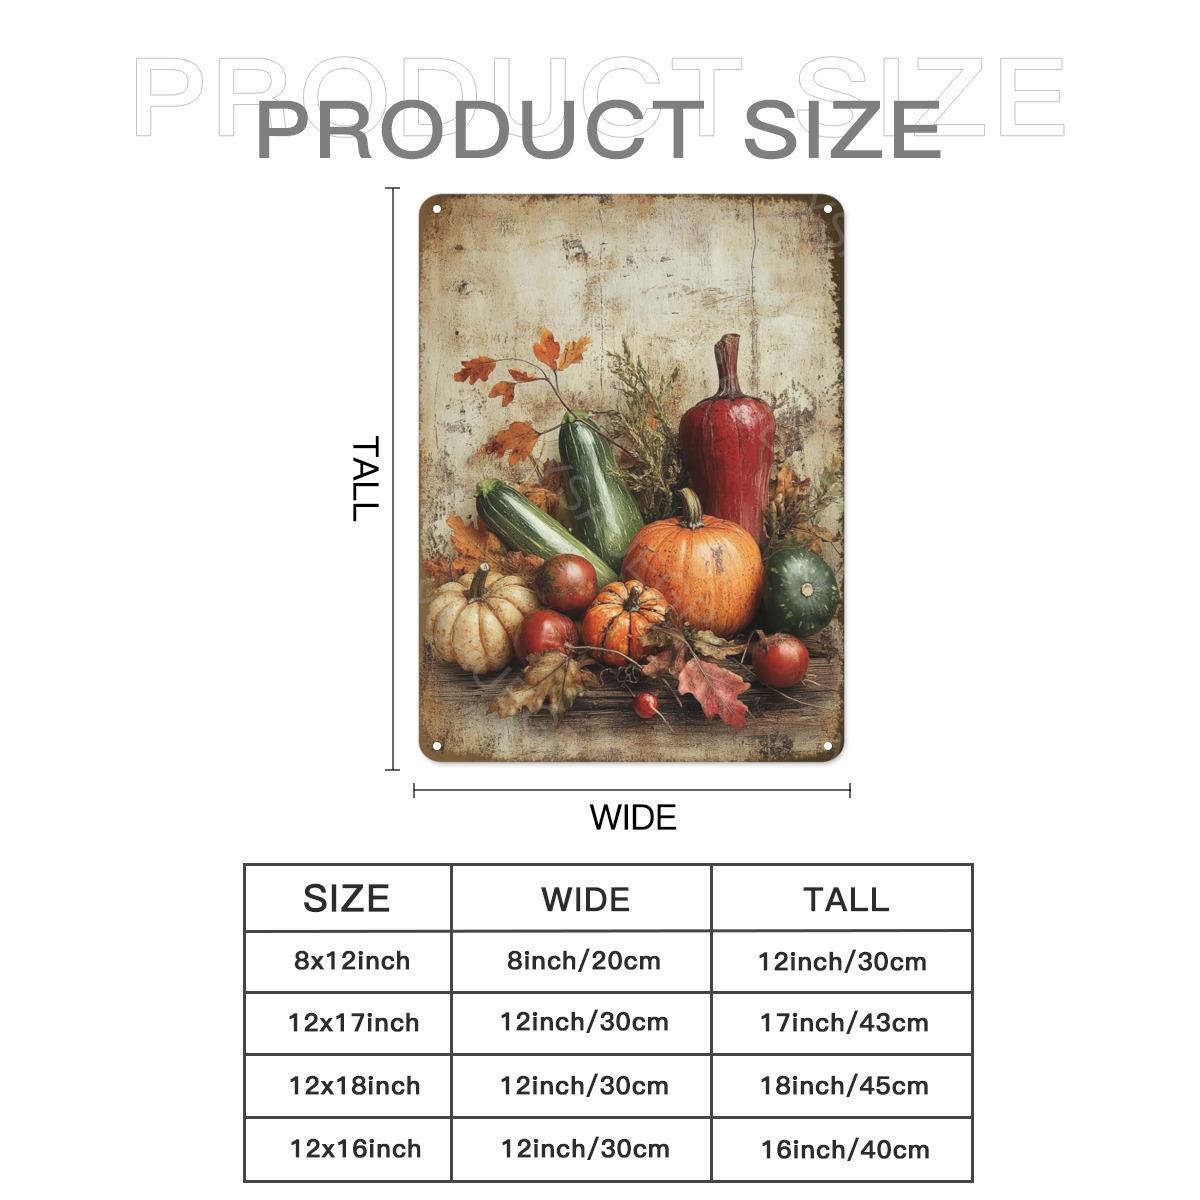 PRODUCT SIZE
PRODUCT SIZE
TALL
WIDE
SIZE WIDE TALL
8x12inch 8inch/20cm 12inch/30cm
12x17inch 12inch/30cm 17inch/43cm
12x18inch 12inch/30cm 18inch/45cm
12x16inch 12inch/30cm 16inch/40cm